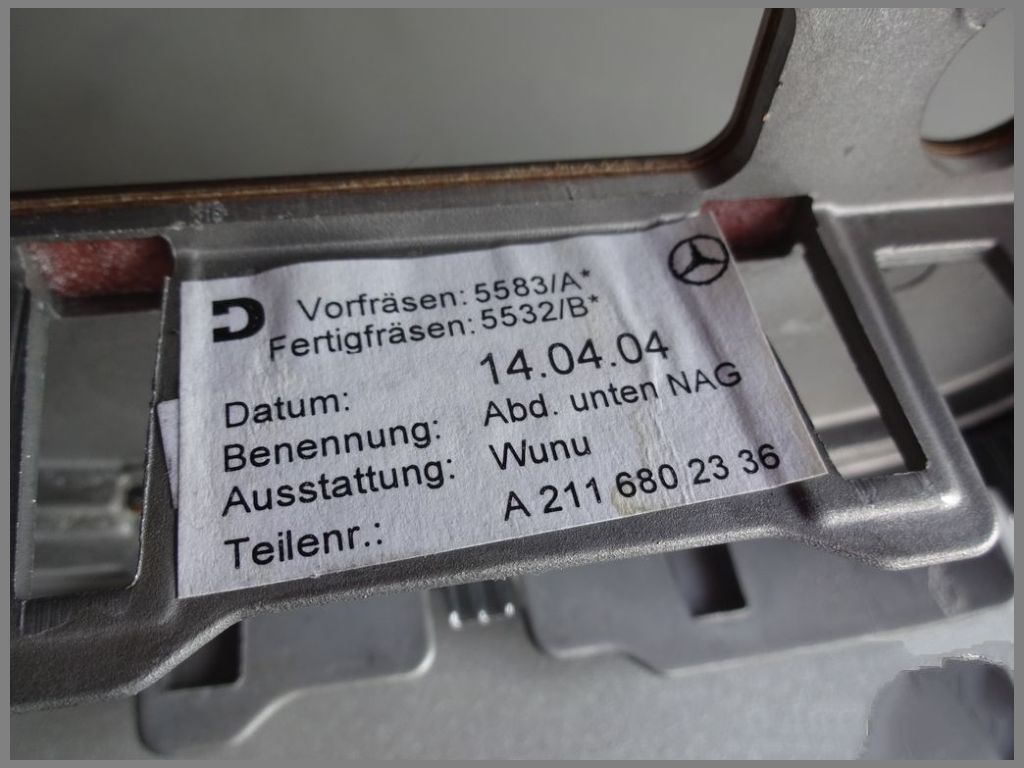 D
Vorfräsen: 5583/A*
Fertigfräsen: 5532/B*
Datum: 14.04.04
Benennung: Abd. unten NAG
Ausstattung: Wunu
Teilenr.: A 211 680 23 36